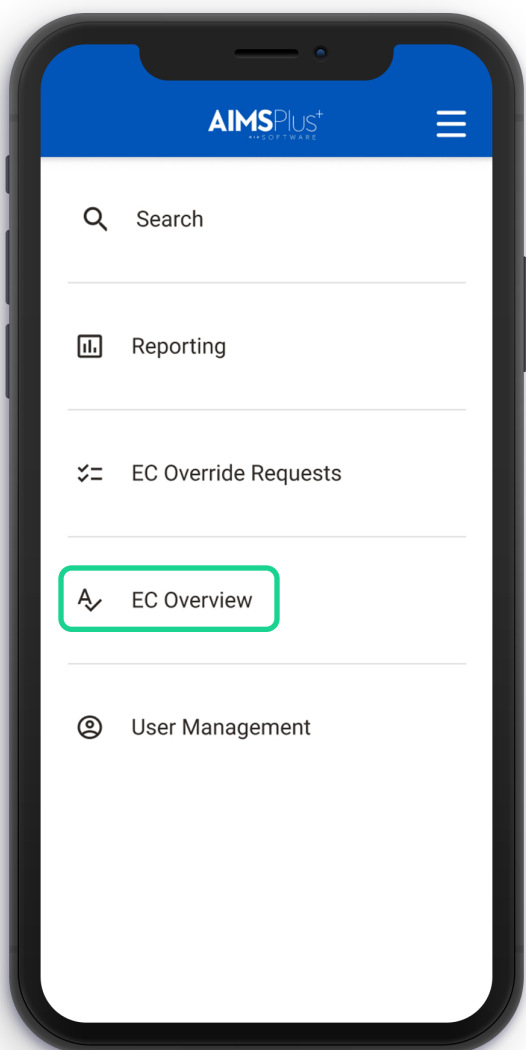 AIMSPlus+
SOFTWARE
Search
Reporting
EC Override Requests
EC Overview
User Management